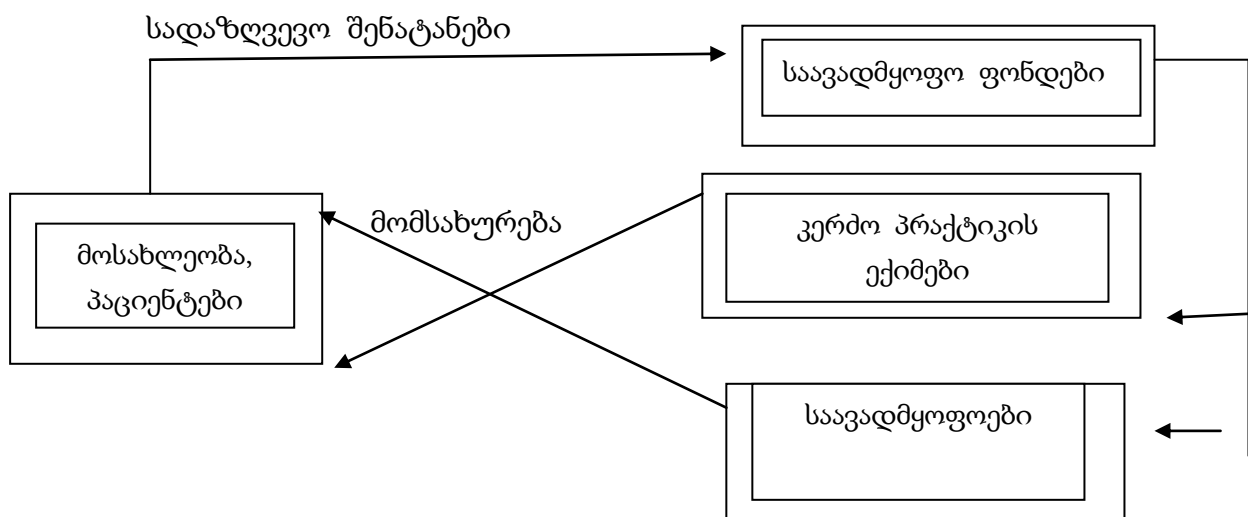 სადაზღვევო შენატანები
საავადმყოფო ფონდები
მომსახურება
კერძო პრაქტიკის
ექიმები
მოსახლეობა,
პაციენტები
საავადმყოფოები